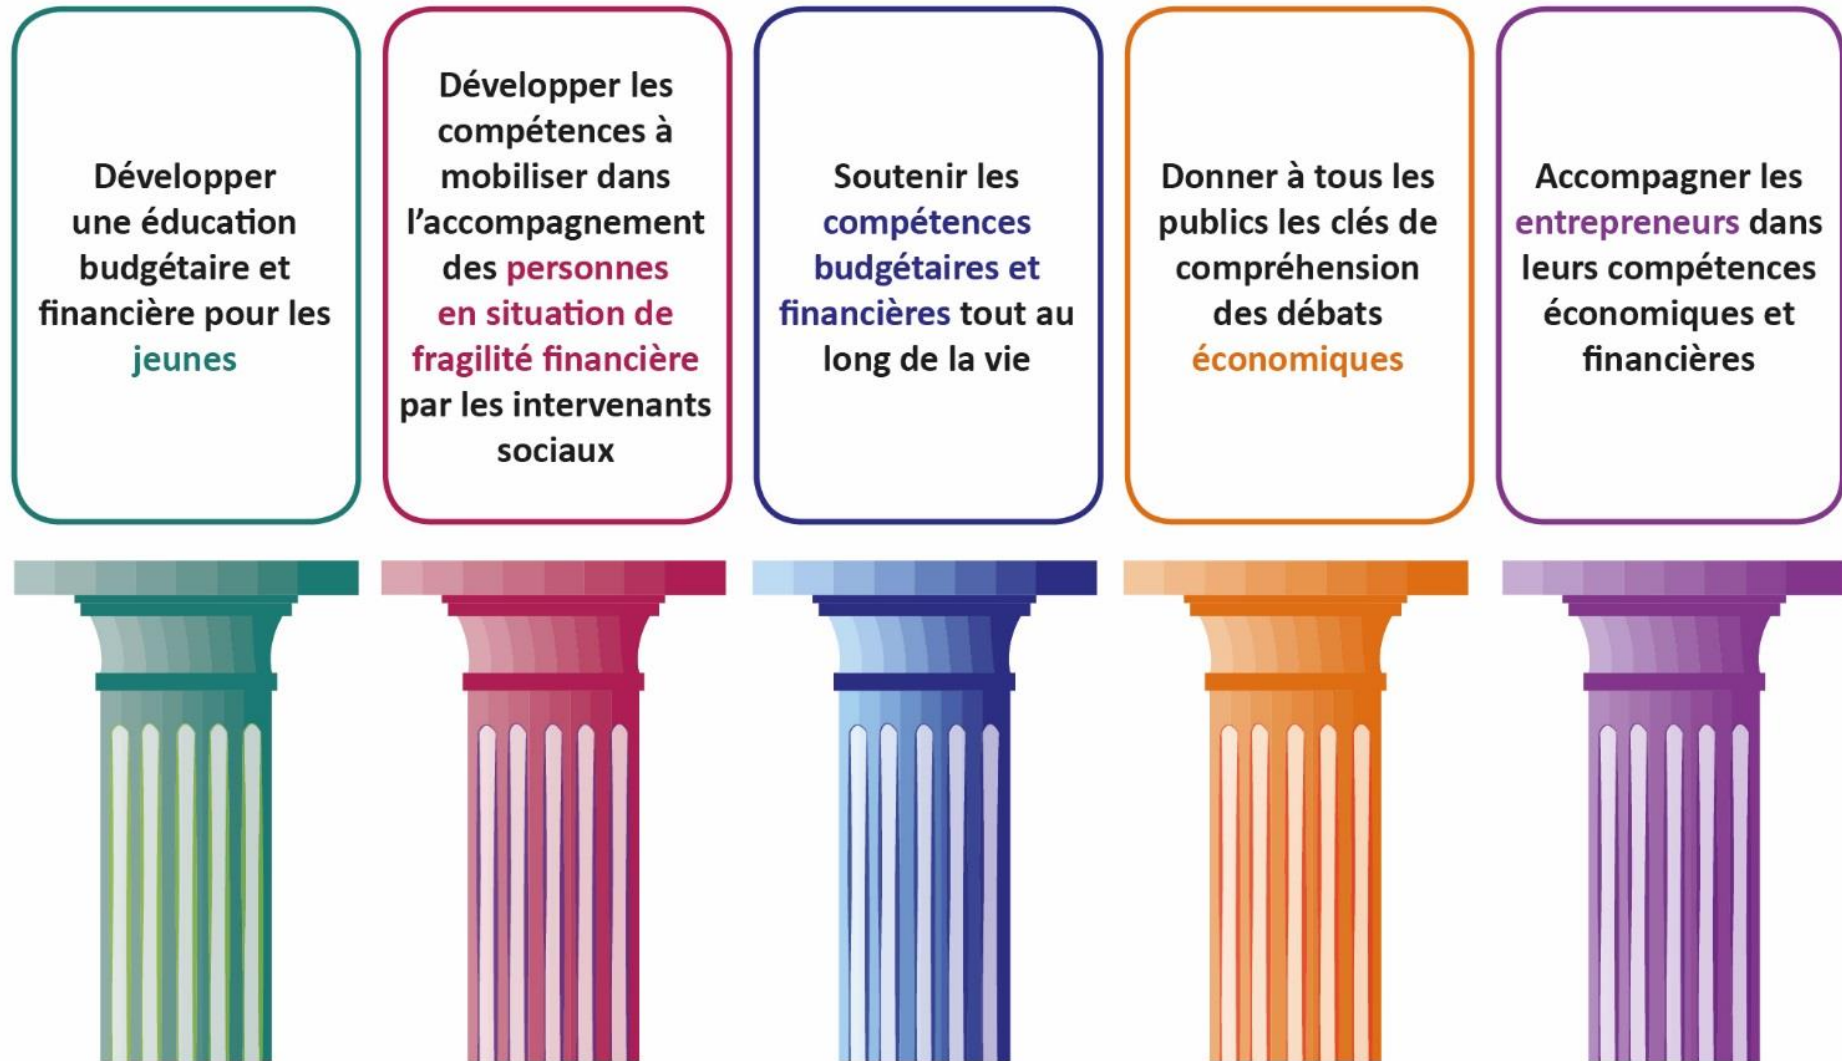 Développer
une éducation
budgétaire et
financière pour les
jeunes
Développer les
compétences à
mobiliser dans
l’accompagnement
des personnes
en situation de
fragilité financière
par les intervenants
sociaux
Soutenir les
compétences
budgétaires et
financières tout au
long de la vie
Donner à tous les
publics les clés de
compréhension
des débats
économiques
Accompagner les
entrepreneurs dans
leurs compétences
économiques et
financières